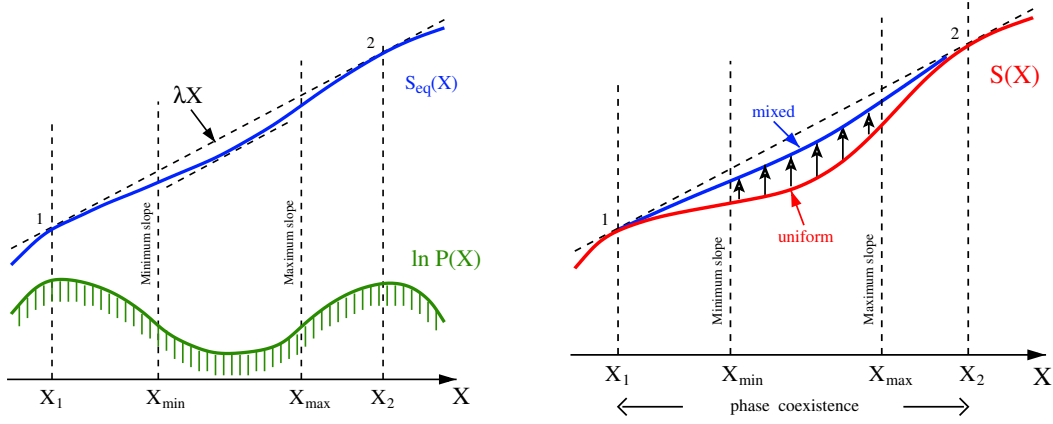 2
S_eq(X)
λX
1
Minimum slope
Maximum slope
ln P(X)
X_1
X_min
X_max
X_2
X
2
S(X)
mixed
1
uniform
Minimum slope
Maximum slope
X_1
X_min
X_max
X_2
X
phase coexistence